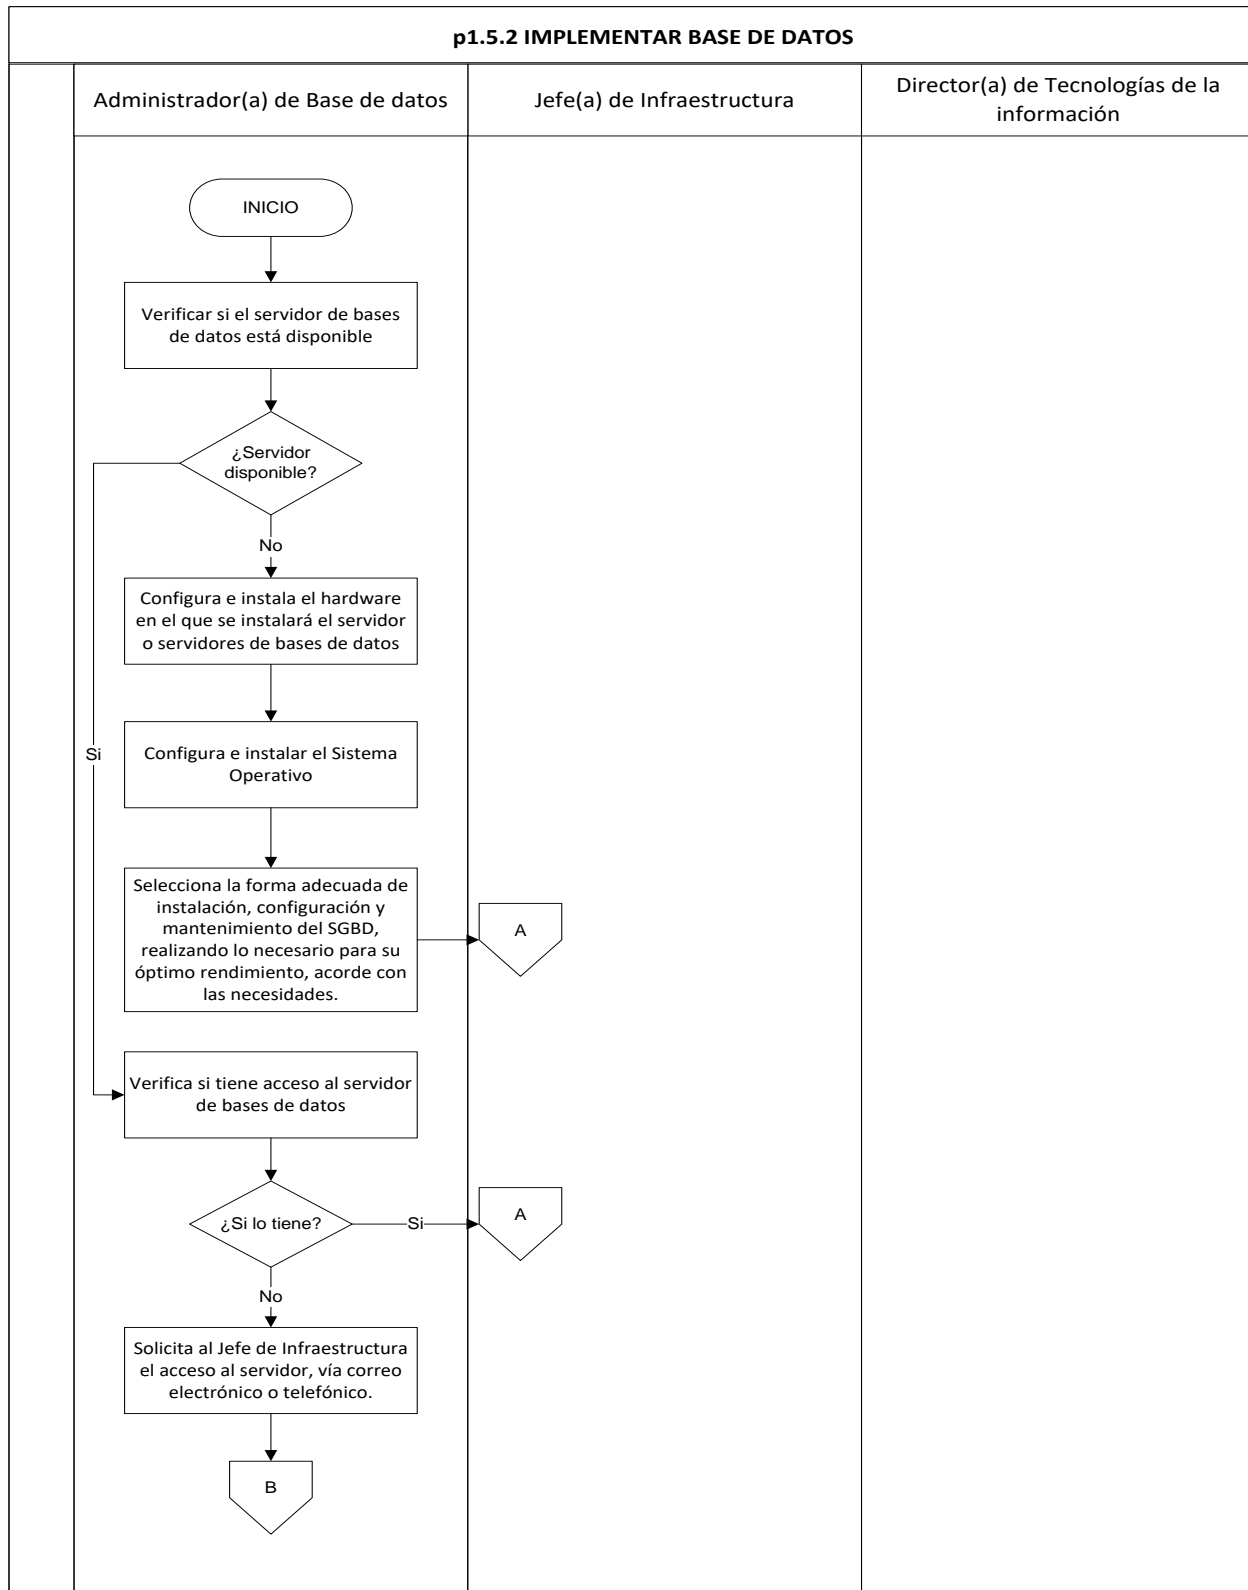 p1.5.2 IMPLEMENTAR BASE DE DATOS
Administrador(a) de Base de datos
Jefe(a) de Infraestructura
Director(a) de Tecnologías de la
información
INICIO
Verificar si el servidor de bases
de datos está disponible
¿Servidor
disponible?
No
Configura e instala el hardware
en el que se instalará el servidor
o servidores de bases de datos
Si
Configura e instalar el Sistema
Operativo
Selecciona la forma adecuada de
instalación, configuración y
mantenimiento del SGBD,
realizando lo necesario para su
óptimo rendimiento, acorde con
las necesidades.
A
Verifica si tiene acceso al servidor
de bases de datos
¿Si lo tiene?
Si
A
No
Solicita al Jefe de Infraestructura
el acceso al servidor, vía correo
electrónico o telefónico.
B